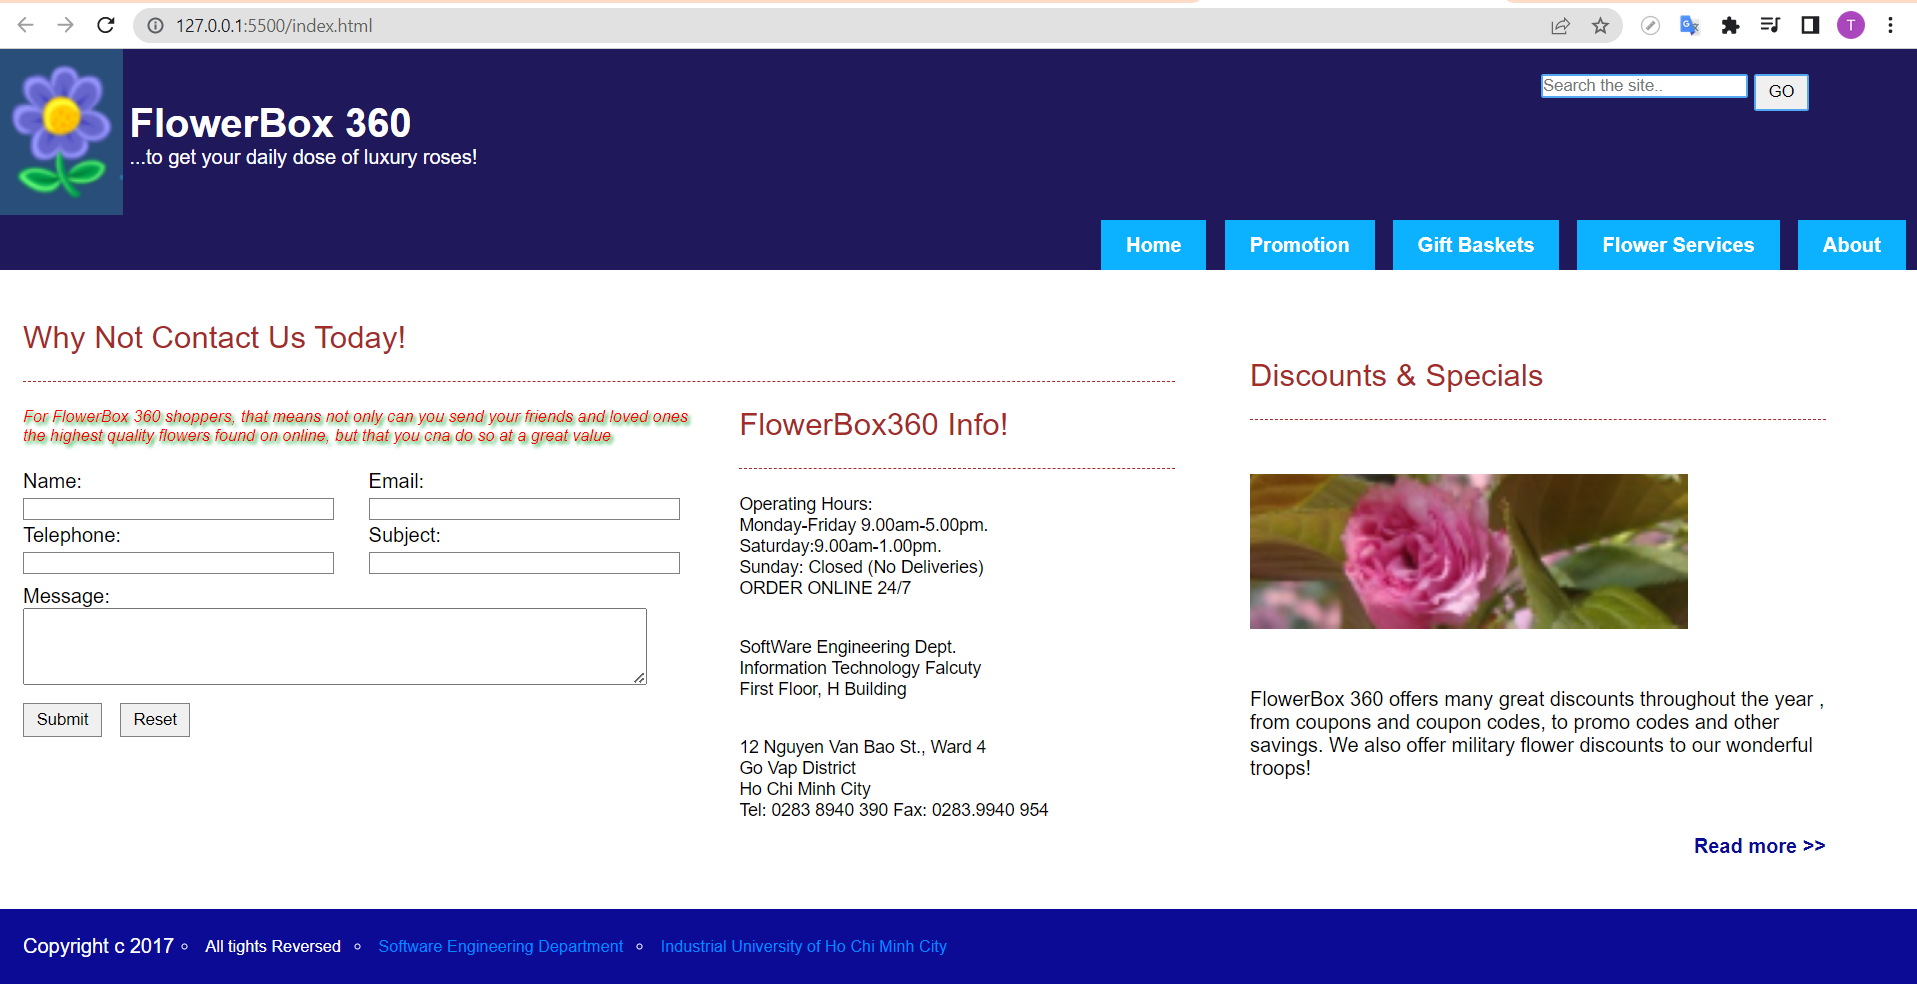 127.0.0.1:5500/index.html
T
FlowerBox 360
...to get your daily dose of luxury roses!
Search the site..
GO
Home
Promotion
Gift Baskets
Flower Services
About
Why Not Contact Us Today!
For FlowerBox 360 shoppers, that means not only can you send your friends and loved ones
the highest quality flowers found on online, but that you cna do so at a great value
Name:
Email:
Telephone:
Subject:
Message:
Submit
Reset
FlowerBox360 Info!
Operating Hours:
Monday-Friday 9.00am-5.00pm.
Saturday:9.00am-1.00pm.
Sunday: Closed (No Deliveries)
ORDER ONLINE 24/7
SoftWare Engineering Dept.
Information Technology Falcuty
First Floor, H Building
12 Nguyen Van Bao St., Ward 4
Go Vap District
Ho Chi Minh City
Tel: 0283 8940 390 Fax: 0283.9940 954
Discounts & Specials
FlowerBox 360 offers many great discounts throughout the year ,
from coupons and coupon codes, to promo codes and other
savings. We also offer military flower discounts to our wonderful
troops!
Read more >>
Copyright c 2017 ◦ All tights Reversed ◦ Software Engineering Department ◦ Industrial University of Ho Chi Minh City